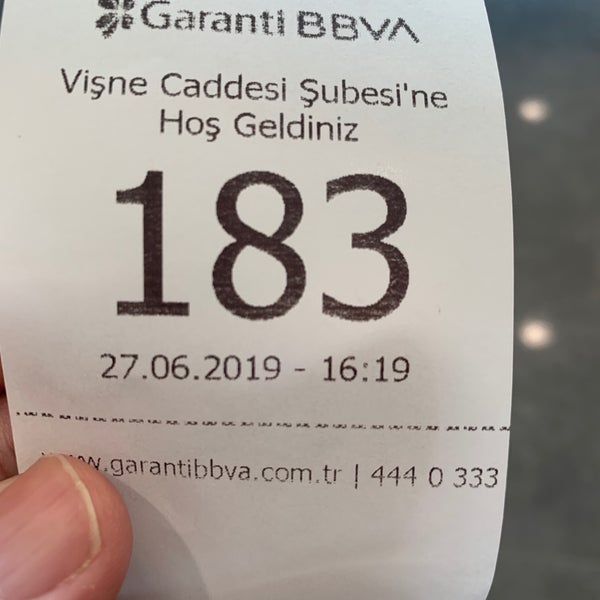 Garanti BBVA
Vişne Caddesi Şubesi'ne
Hoş Geldiniz
183
27.06.2019 - 16:19
www.garantibbva.com.tr | 444 0 333